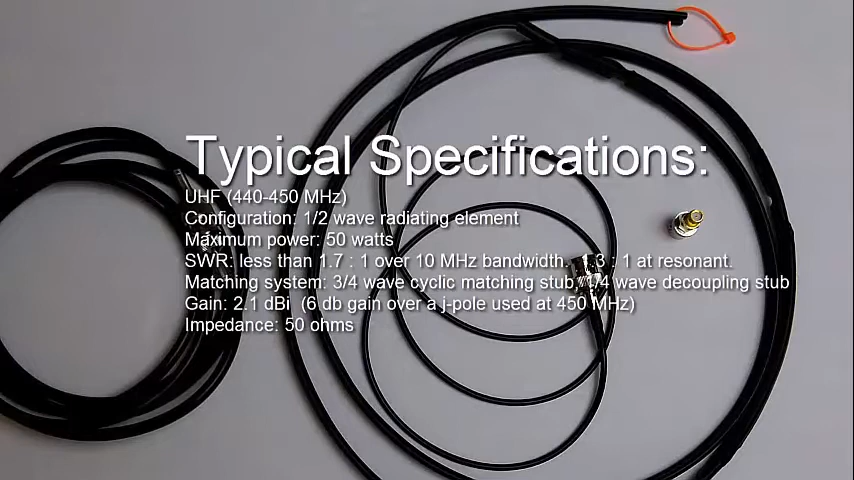 Typical Specifications:
UHF (440-450 MHz)
Configuration: 1/2 wave radiating element
Maximum power: 50 watts
SWR: less than 1.7 : 1 over 10 MHz bandwidth. 1.3 : 1 at resonant.
Matching system: 3/4 wave cyclic matching stub, 1/4 wave decoupling stub
Gain: 2.1 dBi (6 db gain over a j-pole used at 450 MHz)
Impedance: 50 ohms